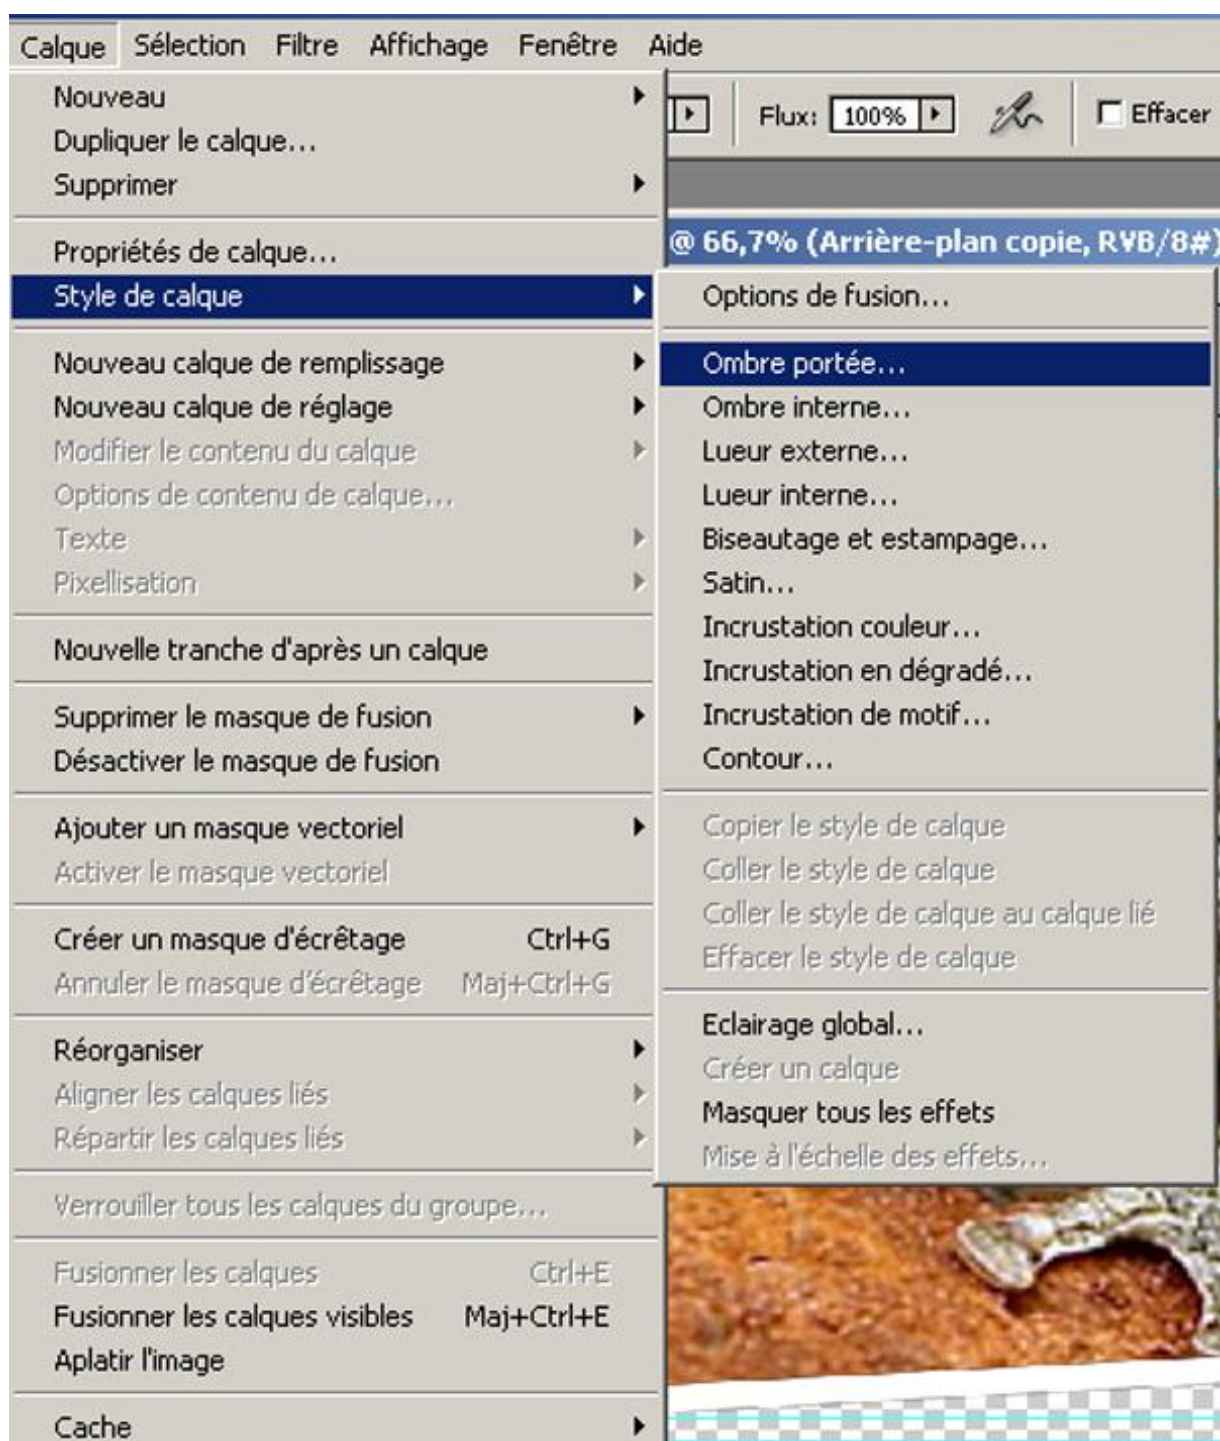 Calque Sélection Filtre Affichage Fenêtre Aide
Flux: 100% Effacer
@ 66,7% (Arrière-plan copie, RVB/8#)
Nouveau
Dupliquer le calque...
Supprimer
Propriétés de calque...
Style de calque
Nouveau calque de remplissage
Nouveau calque de réglage
Modifier le contenu du calque
Options de contenu de calque...
Texte
Pixellisation
Nouvelle tranche d'après un calque
Supprimer le masque de fusion
Désactiver le masque de fusion
Ajouter un masque vectoriel
Activer le masque vectoriel
Créer un masque d'écrêtage Ctrl+G
Annuler le masque d'écrêtage Maj+Ctrl+G
Réorganiser
Aligner les calques liés
Répartir les calques liés
Verrouiller tous les calques du groupe...
Fusionner les calques Ctrl+E
Fusionner les calques visibles Maj+Ctrl+E
Aplatir l'image
Cache
Options de fusion...
Ombre portée...
Ombre interne...
Lueur externe...
Lueur interne...
Biseautage et estampage...
Satin...
Incrustation couleur...
Incrustation en dégradé...
Incrustation de motif...
Contour...
Copier le style de calque
Coller le style de calque
Coller le style de calque au calque lié
Effacer le style de calque
Eclairage global...
Créer un calque
Masquer tous les effets
Mise à l'échelle des effets...